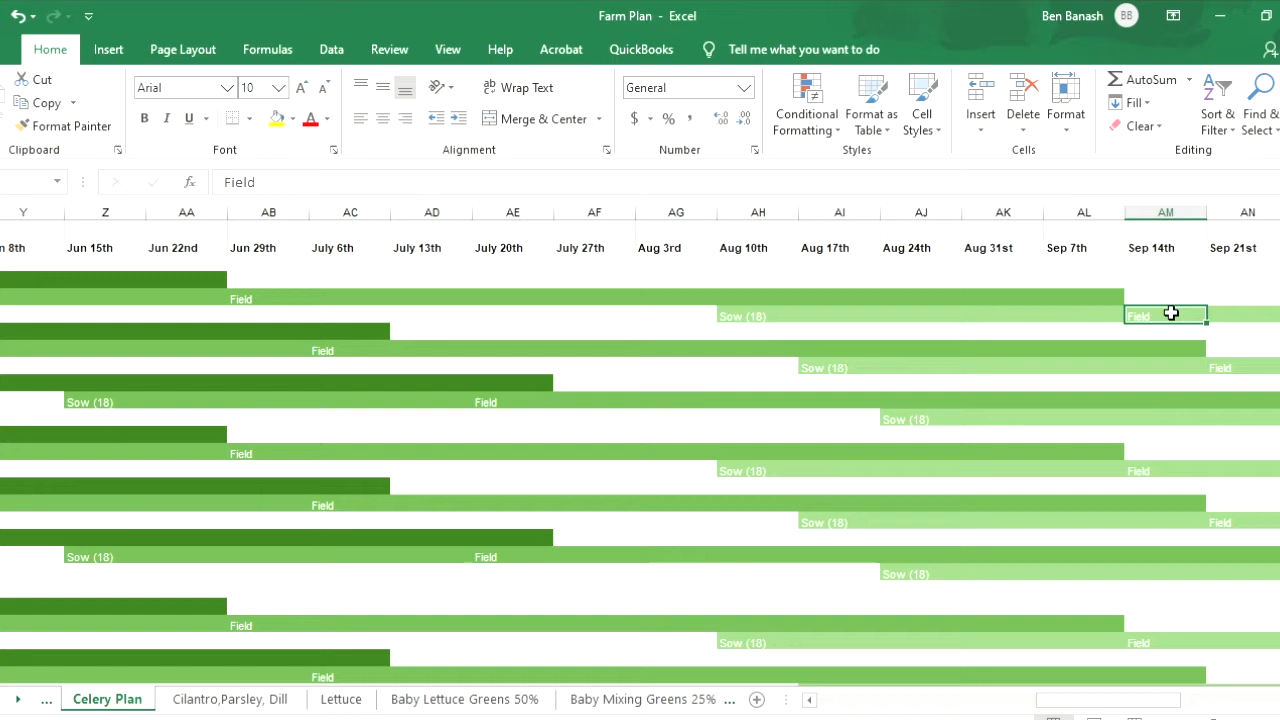 Farm Plan - Excel
Ben Banash BB
Home Insert Page Layout Formulas Data Review View Help Acrobat QuickBooks Tell me what you want to do
Cut
Copy
Format Painter
Clipboard
Arial 10
B I U A
Font
Wrap Text
Merge & Center
Alignment
General
$ % ,
Number
Conditional Formatting
Format as Table
Cell Styles
Styles
Insert Delete Format
Cells
AutoSum
Fill
Clear
Sort & Filter
Find & Select
Editing
fx Field
Y Z AA AB AC AD AE AF AG AH AI AJ AK AL AM AN
n 8th Jun 15th Jun 22nd Jun 29th July 6th July 13th July 20th July 27th Aug 3rd Aug 10th Aug 17th Aug 24th Aug 31st Sep 7th Sep 14th Sep 21st
Field
Sow (18) Field
Field
Sow (18) Field
Sow (18) Field
Sow (18)
Field
Sow (18) Field
Field
Sow (18) Field
Sow (18) Field
Sow (18)
Field
Sow (18) Field
Field
... Celery Plan Cilantro,Parsley, Dill Lettuce Baby Lettuce Greens 50% Baby Mixing Greens 25% ...